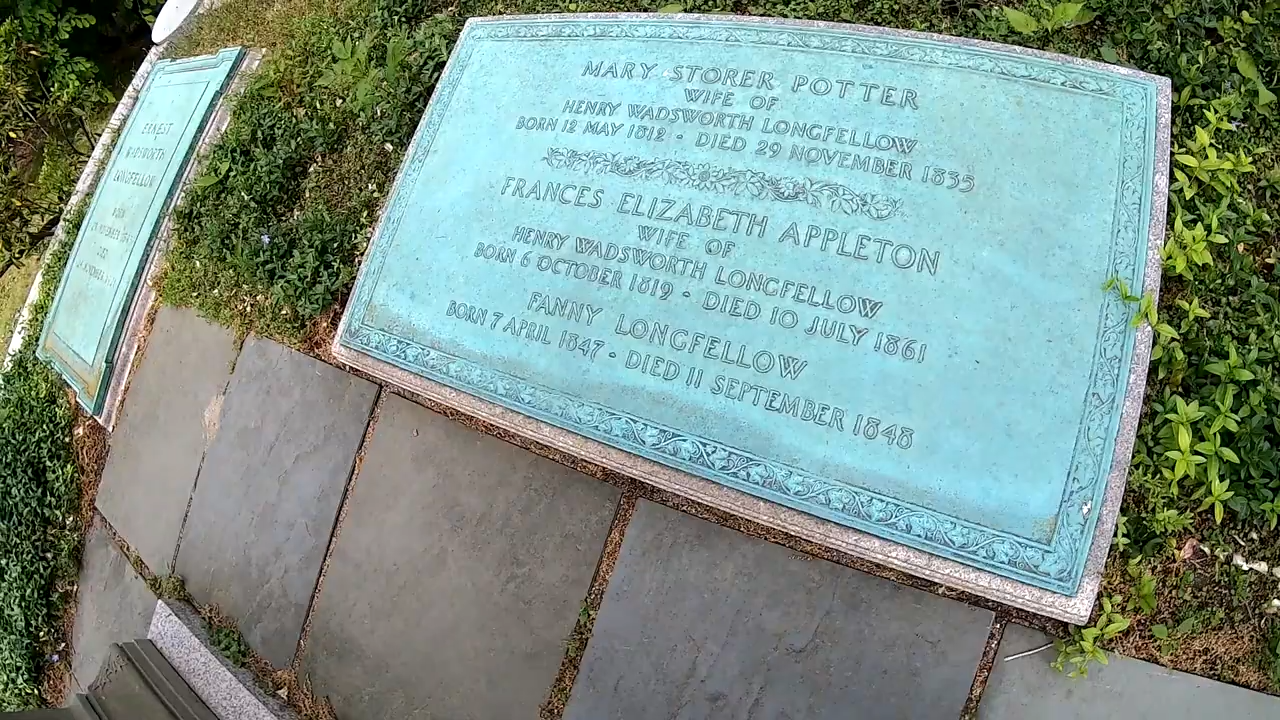 MARY STORER POTTER
WIFE OF
HENRY WADSWORTH LONGFELLOW
BORN 12 MAY 1812 • DIED 29 NOVEMBER 1835
FRANCES ELIZABETH APPLETON
WIFE OF
HENRY WADSWORTH LONGFELLOW
BORN 6 OCTOBER 1819 • DIED 10 JULY 1861
FANNY LONGFELLOW
BORN 7 APRIL 1847 • DIED 11 SEPTEMBER 1848
ERNEST
WADSWORTH
LONGFELLOW
BORN
DIED